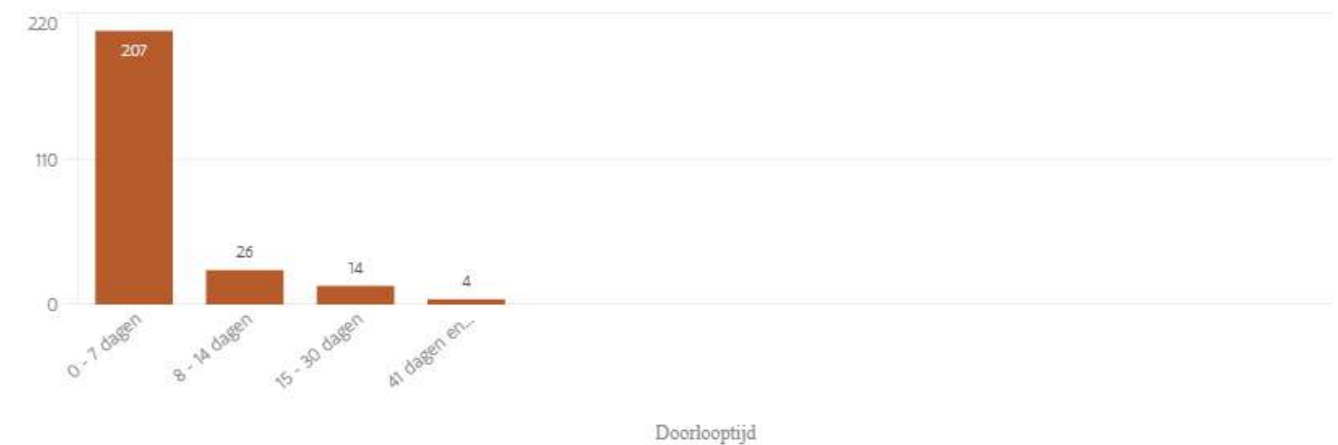 220
207
110
26
14
4
0
0 - 7 dagen
8 - 14 dagen
15 - 30 dagen
41 dagen en...
Doorlooptijd